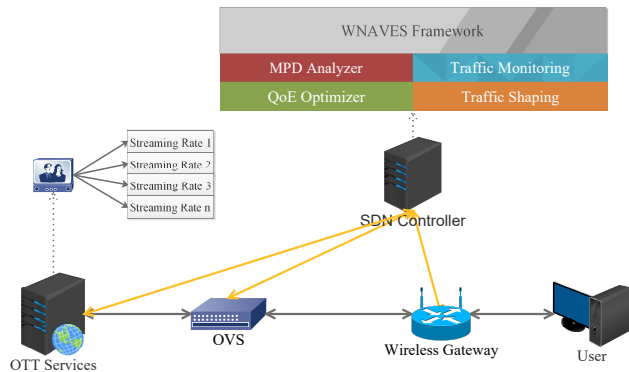 WNAVES Framework
MPD Analyzer
Traffic Monitoring
QoE Optimizer
Traffic Shaping
Streaming Rate 1
Streaming Rate 2
Streaming Rate 3
Streaming Rate n
SDN Controller
OTT Services
OVS
Wireless Gateway
User